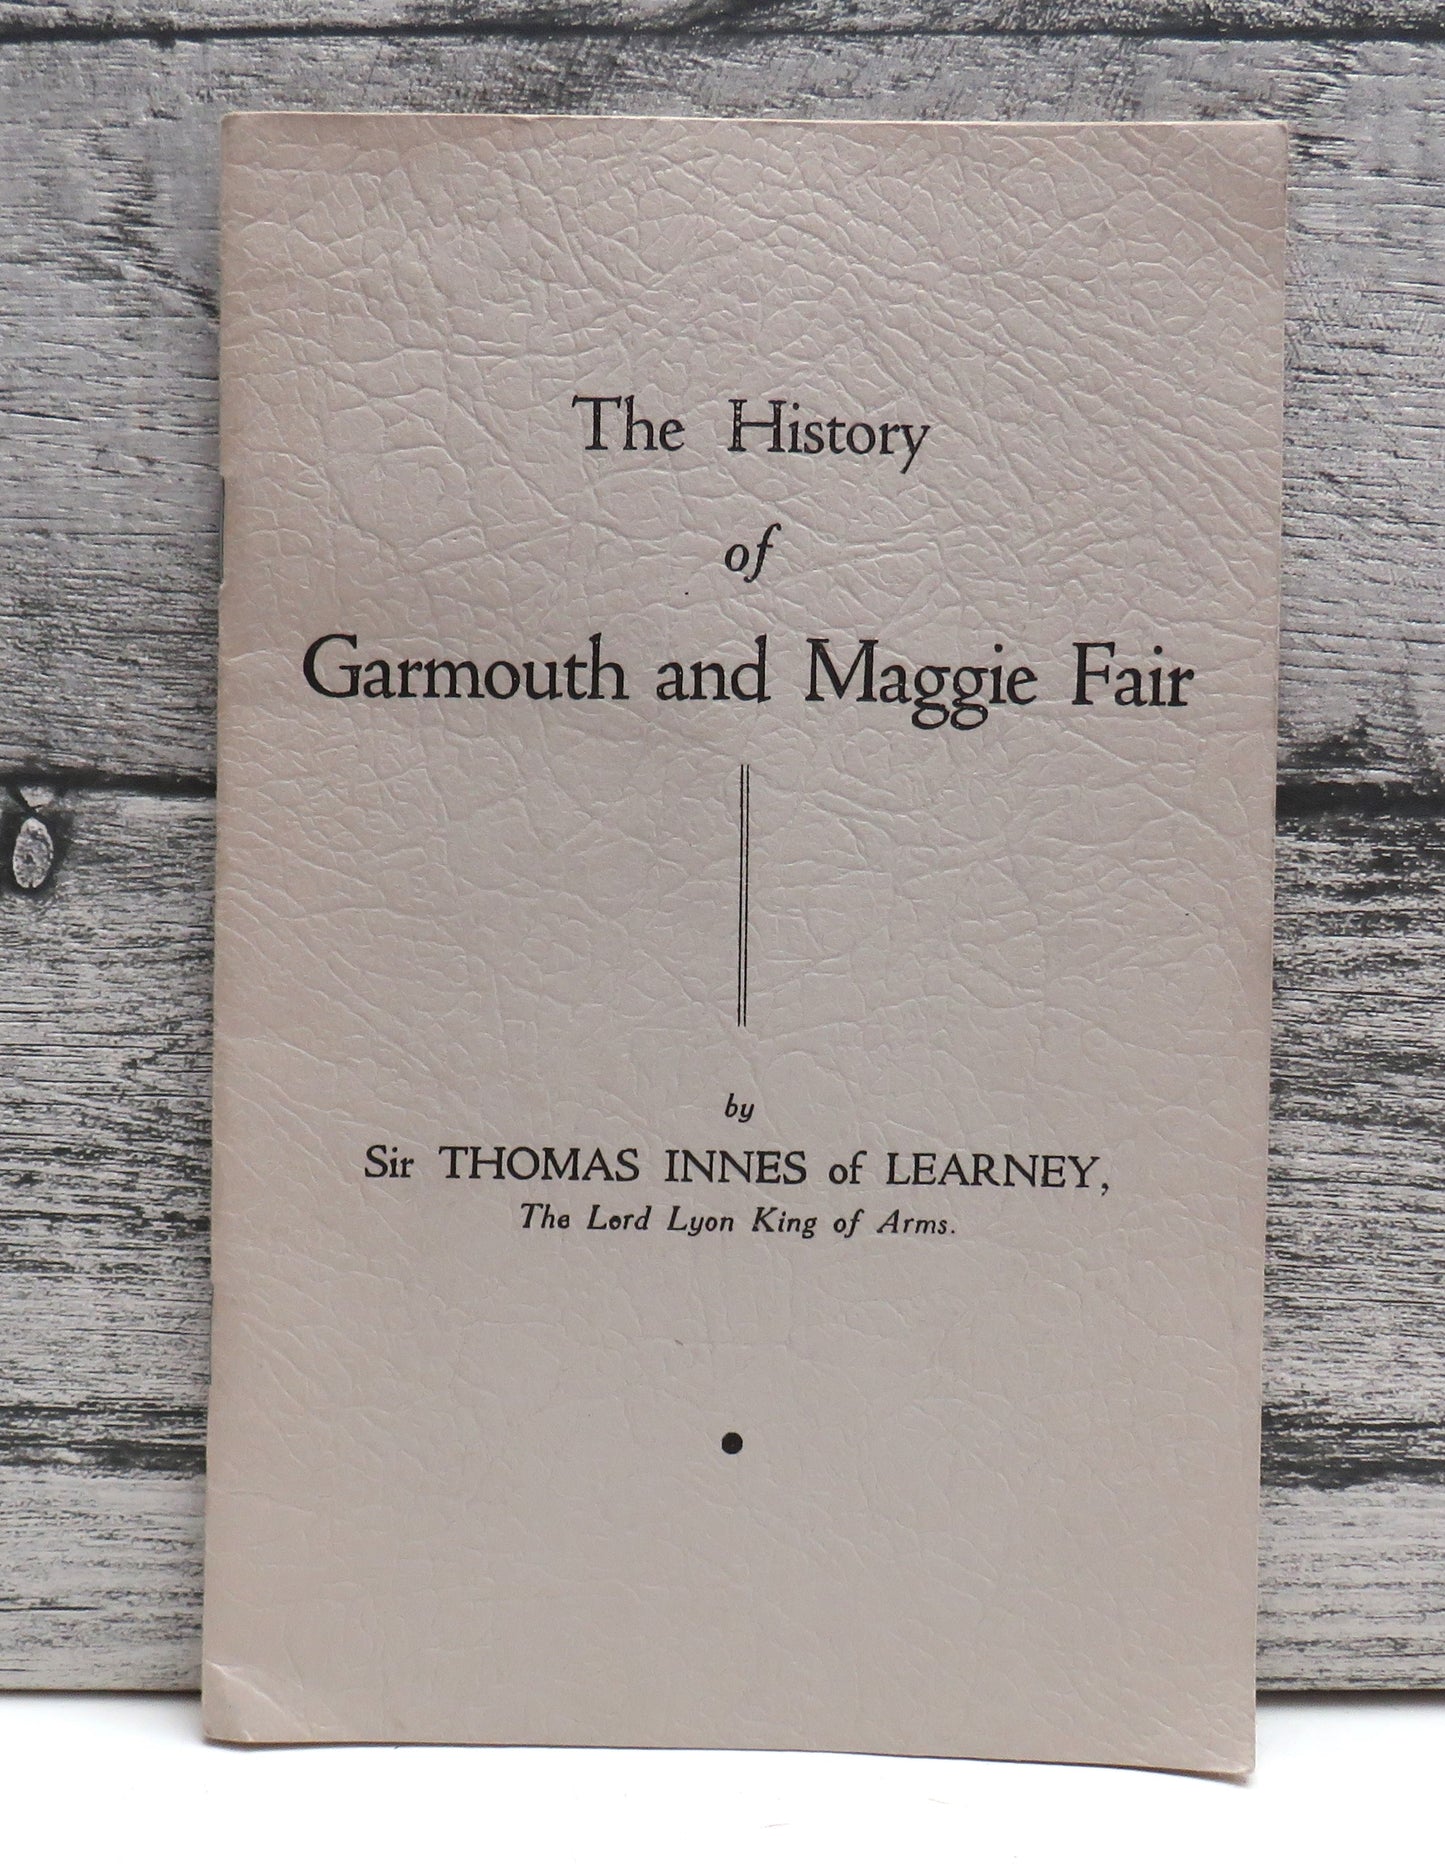 The History
of
Garmouth and Maggie Fair
by
Sir THOMAS INNES of LEARNEY,
The Lord Lyon King of Arms.